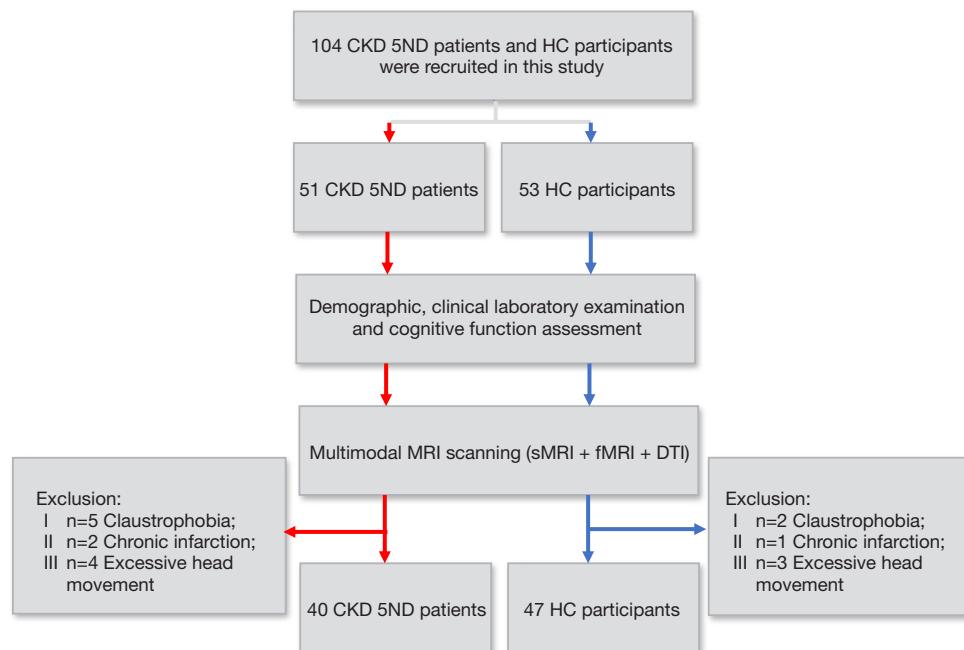 104 CKD 5ND patients and HC participants
were recruited in this study
51 CKD 5ND patients
53 HC participants
Demographic, clinical laboratory examination
and cognitive function assessment
Multimodal MRI scanning (sMRI + fMRI + DTI)
Exclusion:
I n=5 Claustrophobia;
II n=2 Chronic infarction;
III n=4 Excessive head
movement
Exclusion:
I n=2 Claustrophobia;
II n=1 Chronic infarction;
III n=3 Excessive head
movement
40 CKD 5ND patients
47 HC participants